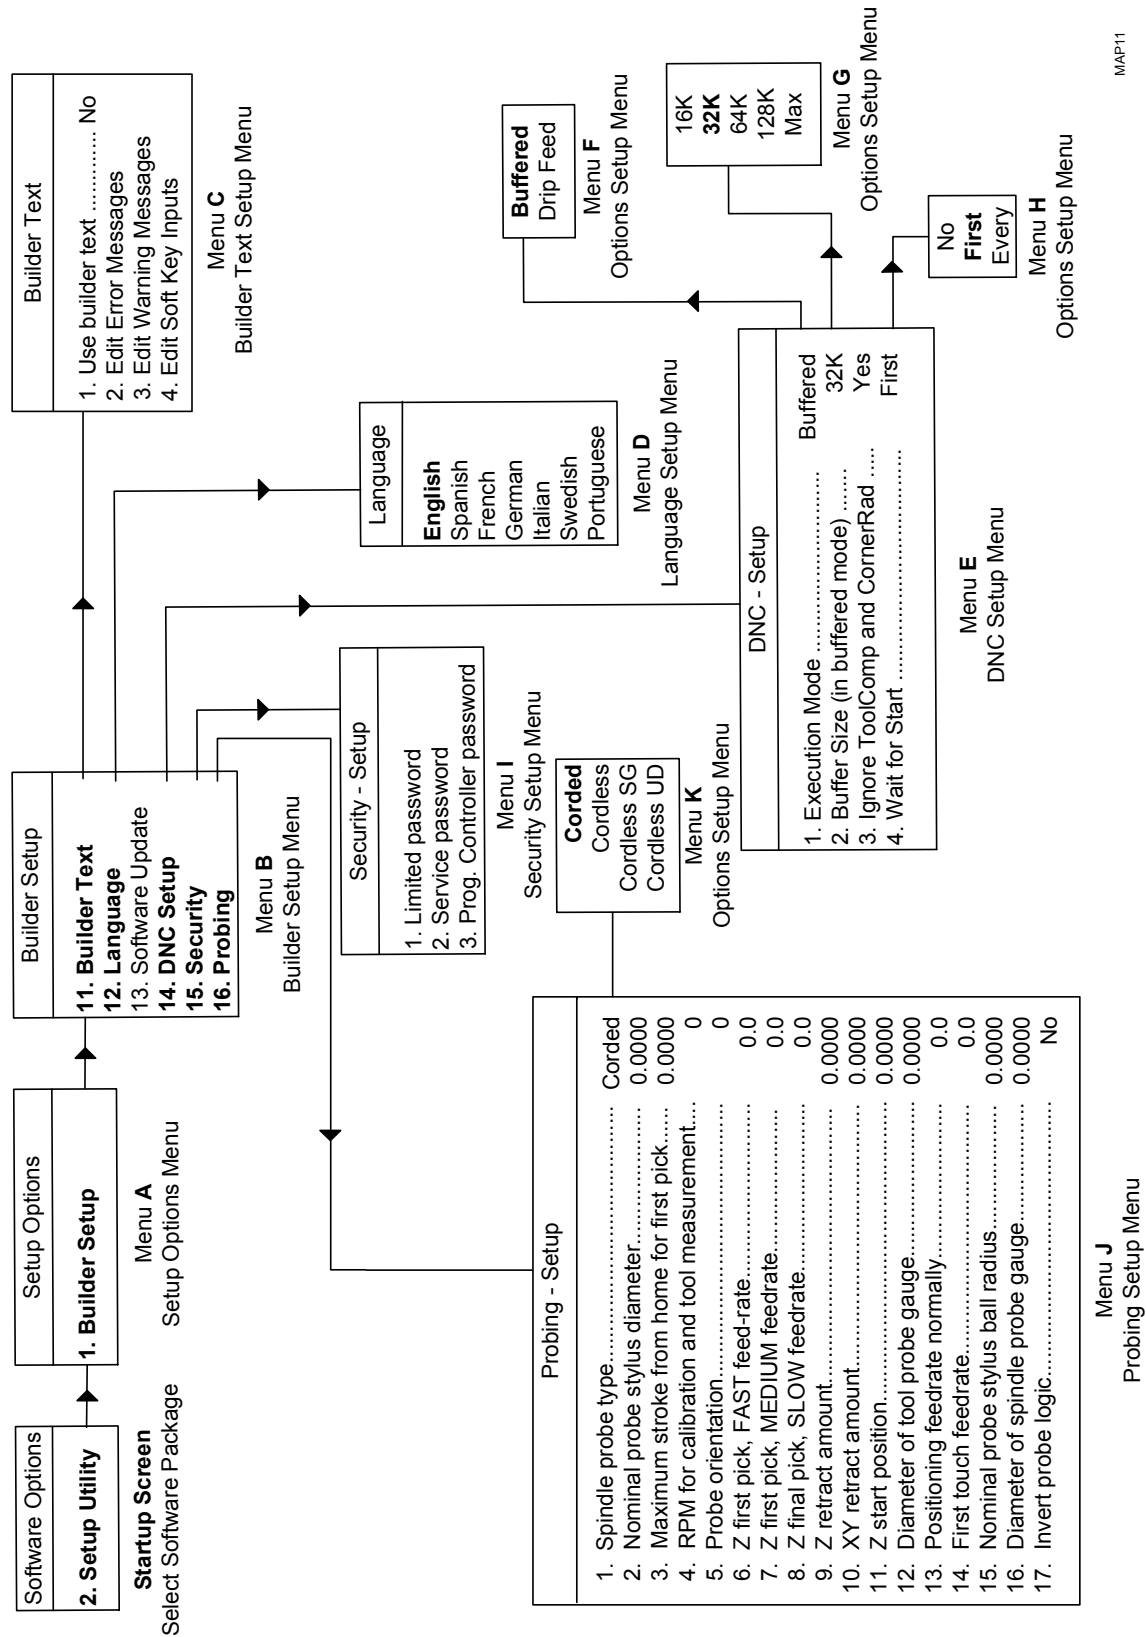 Software Options
2. Setup Utility
Startup Screen
Select Software Package
Setup Options
1. Builder Setup
Menu A
Setup Options Menu
Builder Setup
11. Builder Text
12. Language
13. Software Update
14. DNC Setup
15. Security
16. Probing
Menu B
Builder Setup Menu
Builder Text
1. Use builder text ............. No
2. Edit Error Messages
3. Edit Warning Messages
4. Edit Soft Key Inputs
Menu C
Builder Text Setup Menu
Language
English
Spanish
French
German
Italian
Swedish
Portuguese
Menu D
Language Setup Menu
Security - Setup
1. Limited password
2. Service password
3. Prog. Controller password
Menu I
Security Setup Menu
Probing - Setup
1. Spindle probe type........................................ Corded
2. Nominal probe stylus diameter..................... 0.0000
3. Maximum stroke from home for first pick...... 0.0000
4. RPM for calibration and tool measurement.... 0
5. Probe orientation.......................................... 0
6. Z first pick, FAST feed-rate........................... 0.0
7. Z first pick, MEDIUM feedrate ...................... 0.0
8. Z final pick, SLOW feedrate......................... 0.0
9. Z retract amount.......................................... 0.0000
10. XY retract amount........................................ 0.0000
11. Z start position............................................ 0.0000
12. Diameter of tool probe gauge....................... 0.0000
13. Positioning feedrate normally....................... 0.0
14. First touch feedrate...................................... 0.0
15. Nominal probe stylus ball radius .................. 0.0000
16. Diameter of spindle probe gauge................. 0.0000
17. Invert probe logic......................................... No
Menu J
Probing Setup Menu
Corded
Cordless
Cordless SG
Cordless UD
Menu K
Options Setup Menu
DNC - Setup
1. Execution Mode ................................. Buffered
2. Buffer Size (in buffered mode) ........ 32K
3. Ignore ToolComp and CornerRad ..... Yes
4. Wait for Start ..................................... First
Menu E
DNC Setup Menu
Buffered
Drip Feed
Menu F
Options Setup Menu
16K
32K
64K
128K
Max
Menu G
Options Setup Menu
No
First
Every
Menu H
Options Setup Menu
MAP11